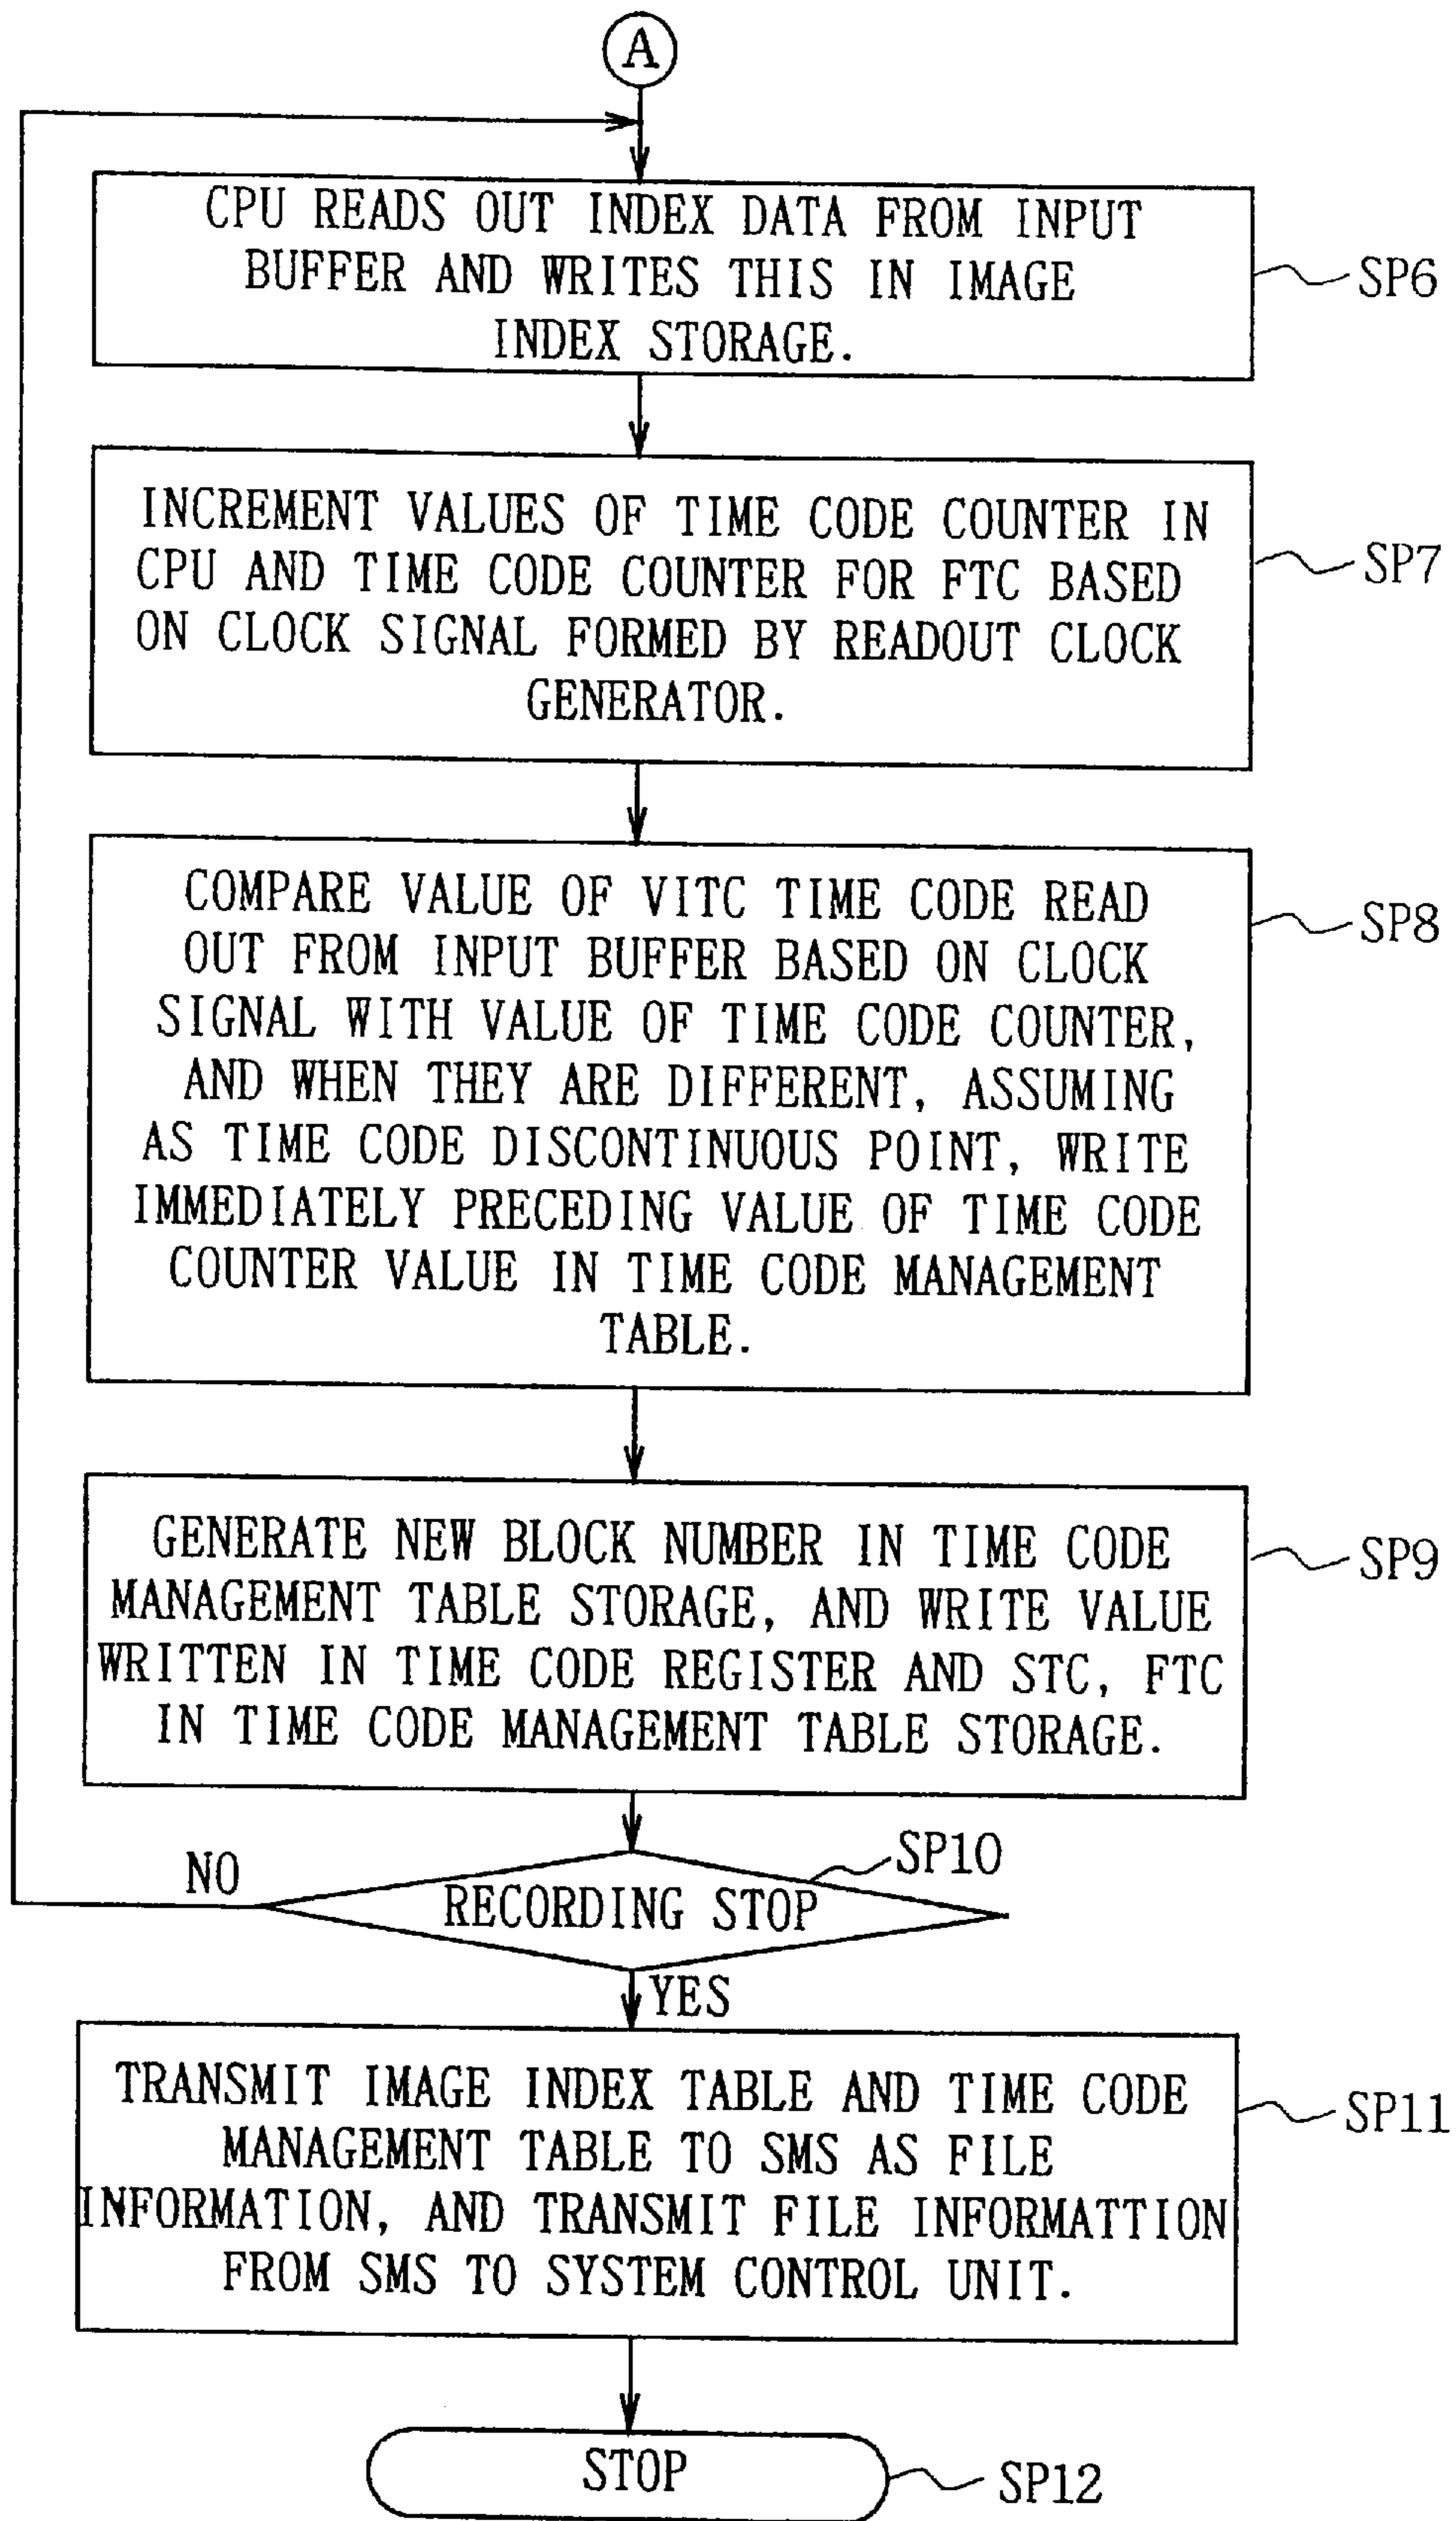 A
CPU READS OUT INDEX DATA FROM INPUT
BUFFER AND WRITES THIS IN IMAGE
INDEX STORAGE.
SP6
INCREMENT VALUES OF TIME CODE COUNTER IN
CPU AND TIME CODE COUNTER FOR FTC BASED
ON CLOCK SIGNAL FORMED BY READOUT CLOCK
GENERATOR.
SP7
COMPARE VALUE OF VITC TIME CODE READ
OUT FROM INPUT BUFFER BASED ON CLOCK
SIGNAL WITH VALUE OF TIME CODE COUNTER,
AND WHEN THEY ARE DIFFERENT, ASSUMING
AS TIME CODE DISCONTINUOUS POINT, WRITE
IMMEDIATELY PRECEDING VALUE OF TIME CODE
COUNTER VALUE IN TIME CODE MANAGEMENT
TABLE.
SP8
GENERATE NEW BLOCK NUMBER IN TIME CODE
MANAGEMENT TABLE STORAGE, AND WRITE VALUE
WRITTEN IN TIME CODE REGISTER AND STC, FTC
IN TIME CODE MANAGEMENT TABLE STORAGE.
SP9
SP10
NO
RECORDING STOP
YES
TRANSMIT IMAGE INDEX TABLE AND TIME CODE
MANAGEMENT TABLE TO SMS AS FILE
INFORMATION, AND TRANSMIT FILE INFORMATTION
FROM SMS TO SYSTEM CONTROL UNIT.
SP11
STOP
SP12